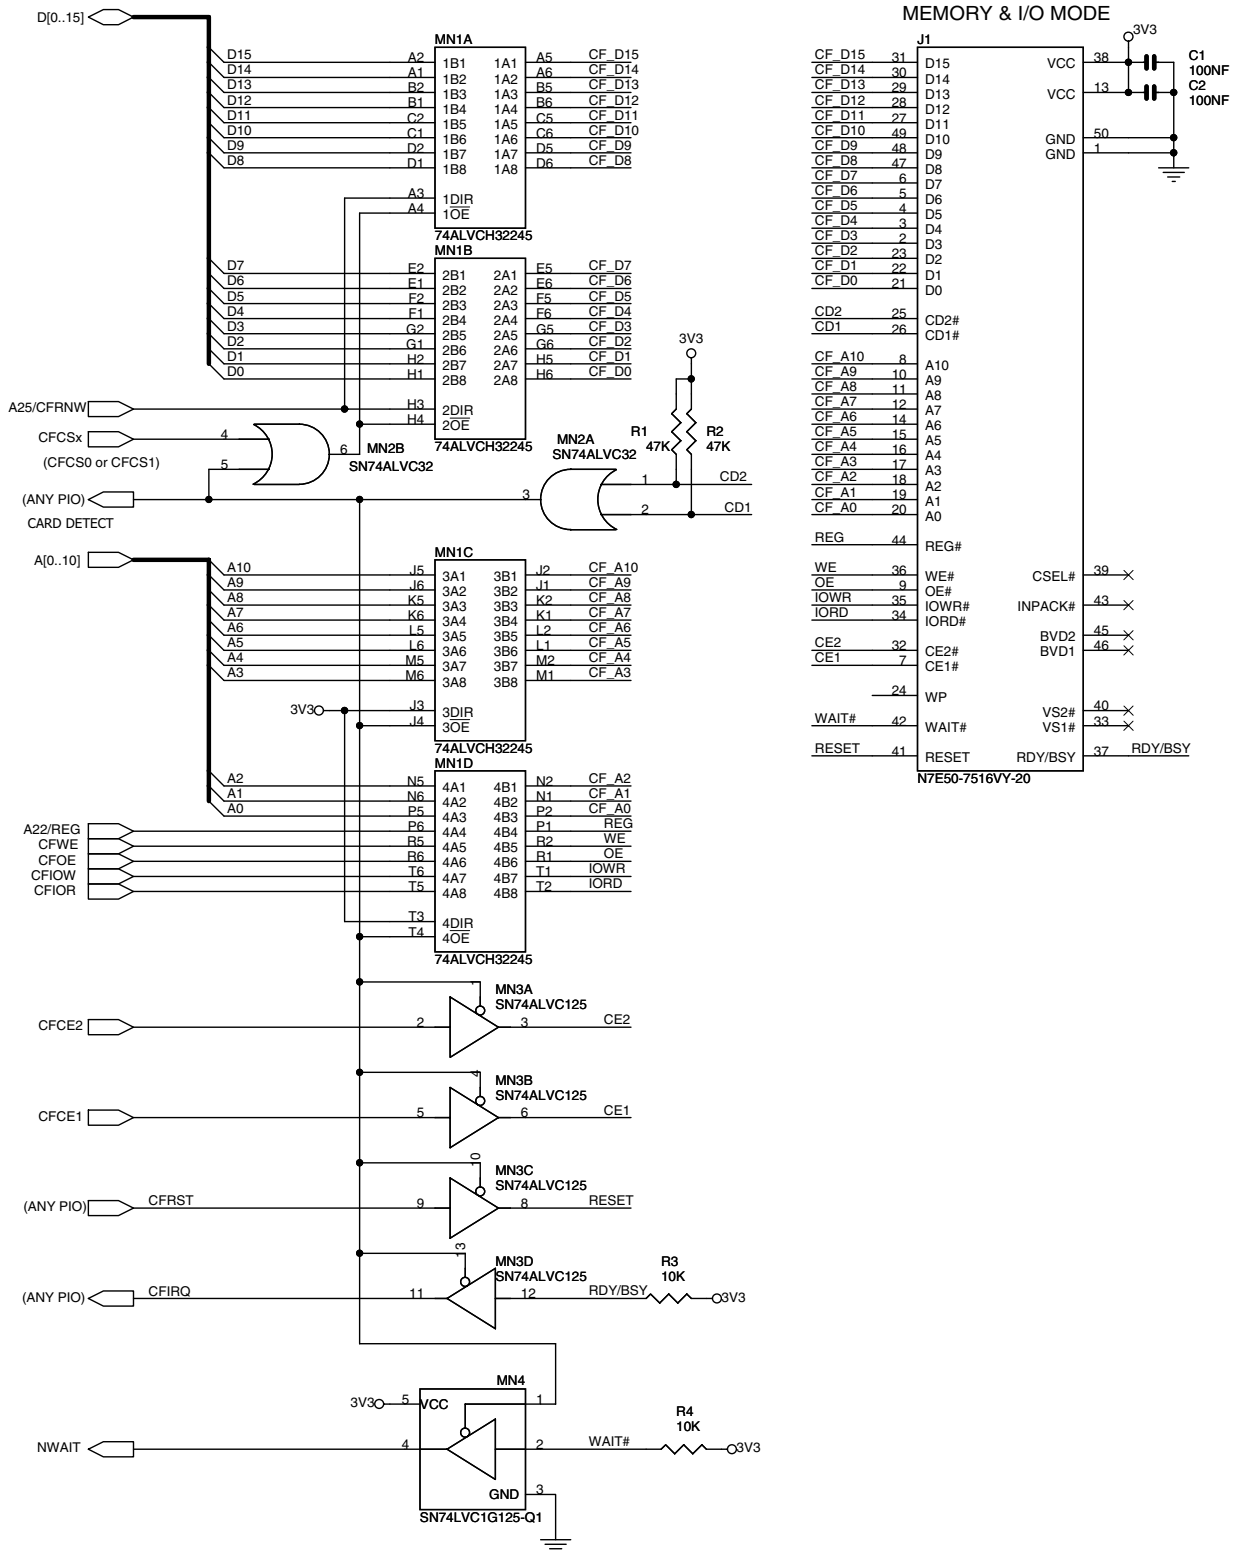 MEMORY & I/O MODE
D[0..15]
MN1A
D15 A2 1B1 1A1 A5 CF_D15
D14 A1 1B2 1A2 A6 CF_D14
D13 B2 1B3 1A3 B5 CF_D13
D12 B1 1B4 1A4 B6 CF_D12
D11 C2 1B5 1A5 C5 CF_D11
D10 C1 1B6 1A6 C6 CF_D10
D9 D2 1B7 1A7 D5 CF_D9
D8 D1 1B8 1A8 D6 CF_D8
A3 1DIR
A4 1OE
74ALVCH32245
MN1B
D7 E2 2B1 2A1 E5 CF_D7
D6 E1 2B2 2A2 E6 CF_D6
D5 F2 2B3 2A3 F5 CF_D5
D4 F1 2B4 2A4 F6 CF_D4
D3 G2 2B5 2A5 G5 CF_D3
D2 G1 2B6 2A6 G6 CF_D2
D1 H2 2B7 2A7 H5 CF_D1
D0 H1 2B8 2A8 H6 CF_D0
A25/CFRNW H3 2DIR
H4 2OE
74ALVCH32245
CFCSx 4
(CFCS0 or CFCS1) 5
6 MN2B
SN74ALVC32
3V3
R1 47K
R2 47K
MN2A
SN74ALVC32
1 CD2
2 CD1
3
(ANY PIO)
CARD DETECT
A[0..10]
MN1C
A10 J5 3A1 3B1 J2 CF_A10
A9 J6 3A2 3B2 J1 CF_A9
A8 K5 3A3 3B3 K2 CF_A8
A7 K6 3A4 3B4 K1 CF_A7
A6 L5 3A5 3B5 L2 CF_A6
A5 L6 3A6 3B6 L1 CF_A5
A4 M5 3A7 3B7 M2 CF_A4
A3 M6 3A8 3B8 M1 CF_A3
3V3 J3 3DIR
J4 3OE
74ALVCH32245
MN1D
A2 N5 4A1 4B1 N2 CF_A2
A1 N6 4A2 4B2 N1 CF_A1
A0 P5 4A3 4B3 P2 CF_A0
A22/REG P6 4A4 4B4 P1 REG
CFWE R5 4A5 4B5 R2 WE
CFOE R6 4A6 4B6 R1 OE
CFIOW T6 4A7 4B7 T1 IOWR
CFIOR T5 4A8 4B8 T2 IORD
T3 4DIR
T4 4OE
74ALVCH32245
1 MN3A
SN74ALVC125
CFCE2 2 3 CE2
4 MN3B
SN74ALVC125
CFCE1 5 6 CE1
10 MN3C
SN74ALVC125
(ANY PIO) CFRST 9 8 RESET
13 MN3D
SN74ALVC125
(ANY PIO) CFIRQ 11 12 RDY/BSY R3 10K 3V3
MN4
3V3 5 VCC 1
NWAIT 4 2 WAIT# R4 10K 3V3
GND 3
SN74LVC1G125-Q1
J1
3V3
CF_D15 31 D15 VCC 38 C1 100NF
CF_D14 30 D14
CF_D13 29 D13 VCC 13 C2 100NF
CF_D12 28 D12
CF_D11 27 D11
CF_D10 49 D10 GND 50
CF_D9 48 D9 GND 1
CF_D8 47 D8
CF_D7 6 D7
CF_D6 5 D6
CF_D5 4 D5
CF_D4 3 D4
CF_D3 2 D3
CF_D2 23 D2
CF_D1 22 D1
CF_D0 21 D0
CD2 25 CD2#
CD1 26 CD1#
CF_A10 8 A10
CF_A9 10 A9
CF_A8 11 A8
CF_A7 12 A7
CF_A6 14 A6
CF_A5 15 A5
CF_A4 16 A4
CF_A3 17 A3
CF_A2 18 A2
CF_A1 19 A1
CF_A0 20 A0
REG 44 REG#
WE 36 WE# CSEL# 39
OE 9 OE#
IOWR 35 IOWR# INPACK# 43
IORD 34 IORD#
BVD2 45
CE2 32 CE2# BVD1 46
CE1 7 CE1#
24 WP
VS2# 40
WAIT# 42 WAIT# VS1# 33
RESET 41 RESET RDY/BSY 37 RDY/BSY
N7E50-7516VY-20